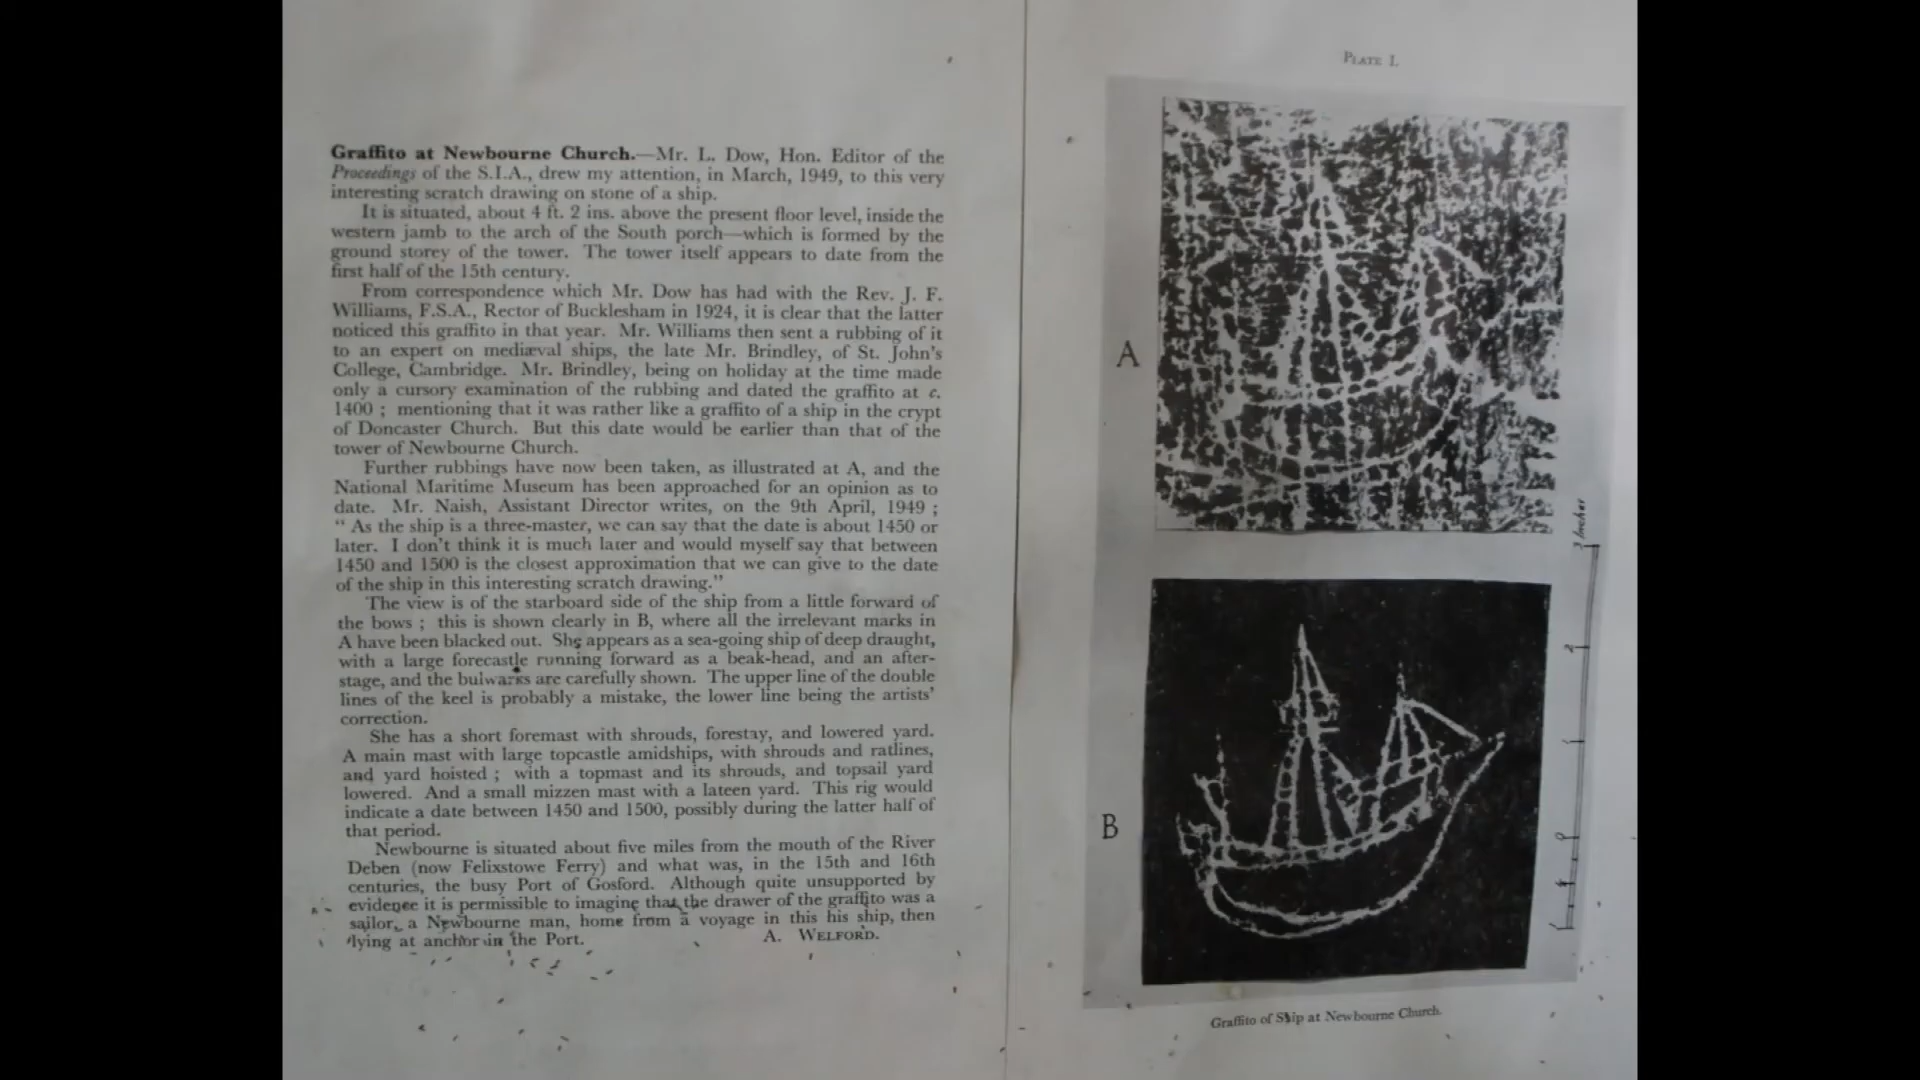 Graffito at Newbourne Church.—Mr. L. Dow, Hon. Editor of the
Proceedings of the S.I.A., drew my attention, in March, 1949, to this very
interesting scratch drawing on stone of a ship.
It is situated, about 4 ft. 2 ins. above the present floor level, inside the
western jamb to the arch of the South porch—which is formed by the
ground storey of the tower. The tower itself appears to date from the
first half of the 15th century.
From correspondence which Mr. Dow has had with the Rev. J. F.
Williams, F.S.A., Rector of Bucklesham in 1924, it is clear that the latter
noticed this graffito in that year. Mr. Williams then sent a rubbing of it
to an expert on mediæval ships, the late Mr. Brindley, of St. John's
College, Cambridge. Mr. Brindley, being on holiday at the time made
only a cursory examination of the rubbing and dated the graffito at c.
1400 ; mentioning that it was rather like a graffito of a ship in the crypt
of Doncaster Church. But this date would be earlier than that of the
tower of Newbourne Church.
Further rubbings have now been taken, as illustrated at A, and the
National Maritime Museum has been approached for an opinion as to
date. Mr. Naish, Assistant Director writes, on the 9th April, 1949 ;
" As the ship is a three-master, we can say that the date is about 1450 or
later. I don't think it is much later and would myself say that between
1450 and 1500 is the closest approximation that we can give to the date
of the ship in this interesting scratch drawing."
The view is of the starboard side of the ship from a little forward of
the bows ; this is shown clearly in B, where all the irrelevant marks in
A have been blacked out. She appears as a sea-going ship of deep draught,
with a large forecastle running forward as a beak-head, and an after-
stage, and the bulwarks are carefully shown. The upper line of the double
lines of the keel is probably a mistake, the lower line being the artists'
correction.
She has a short foremast with shrouds, forestay, and lowered yard.
A main mast with large topcastle amidships, with shrouds and ratlines,
and yard hoisted ; with a topmast and its shrouds, and topsail yard
lowered. And a small mizzen mast with a lateen yard. This rig would
indicate a date between 1450 and 1500, possibly during the latter half of
that period.
Newbourne is situated about five miles from the mouth of the River
Deben (now Felixstowe Ferry) and what was, in the 15th and 16th
centuries, the busy Port of Gosford. Although quite unsupported by
evidence it is permissible to imagine that the drawer of the graffito was a
sailor, a Newbourne man, home from a voyage in this his ship, then
lying at anchor in the Port. A. WELFORD.
PLATE I.
A
3 Inches
2
1
0
1
B
Graffito of Ship at Newbourne Church.